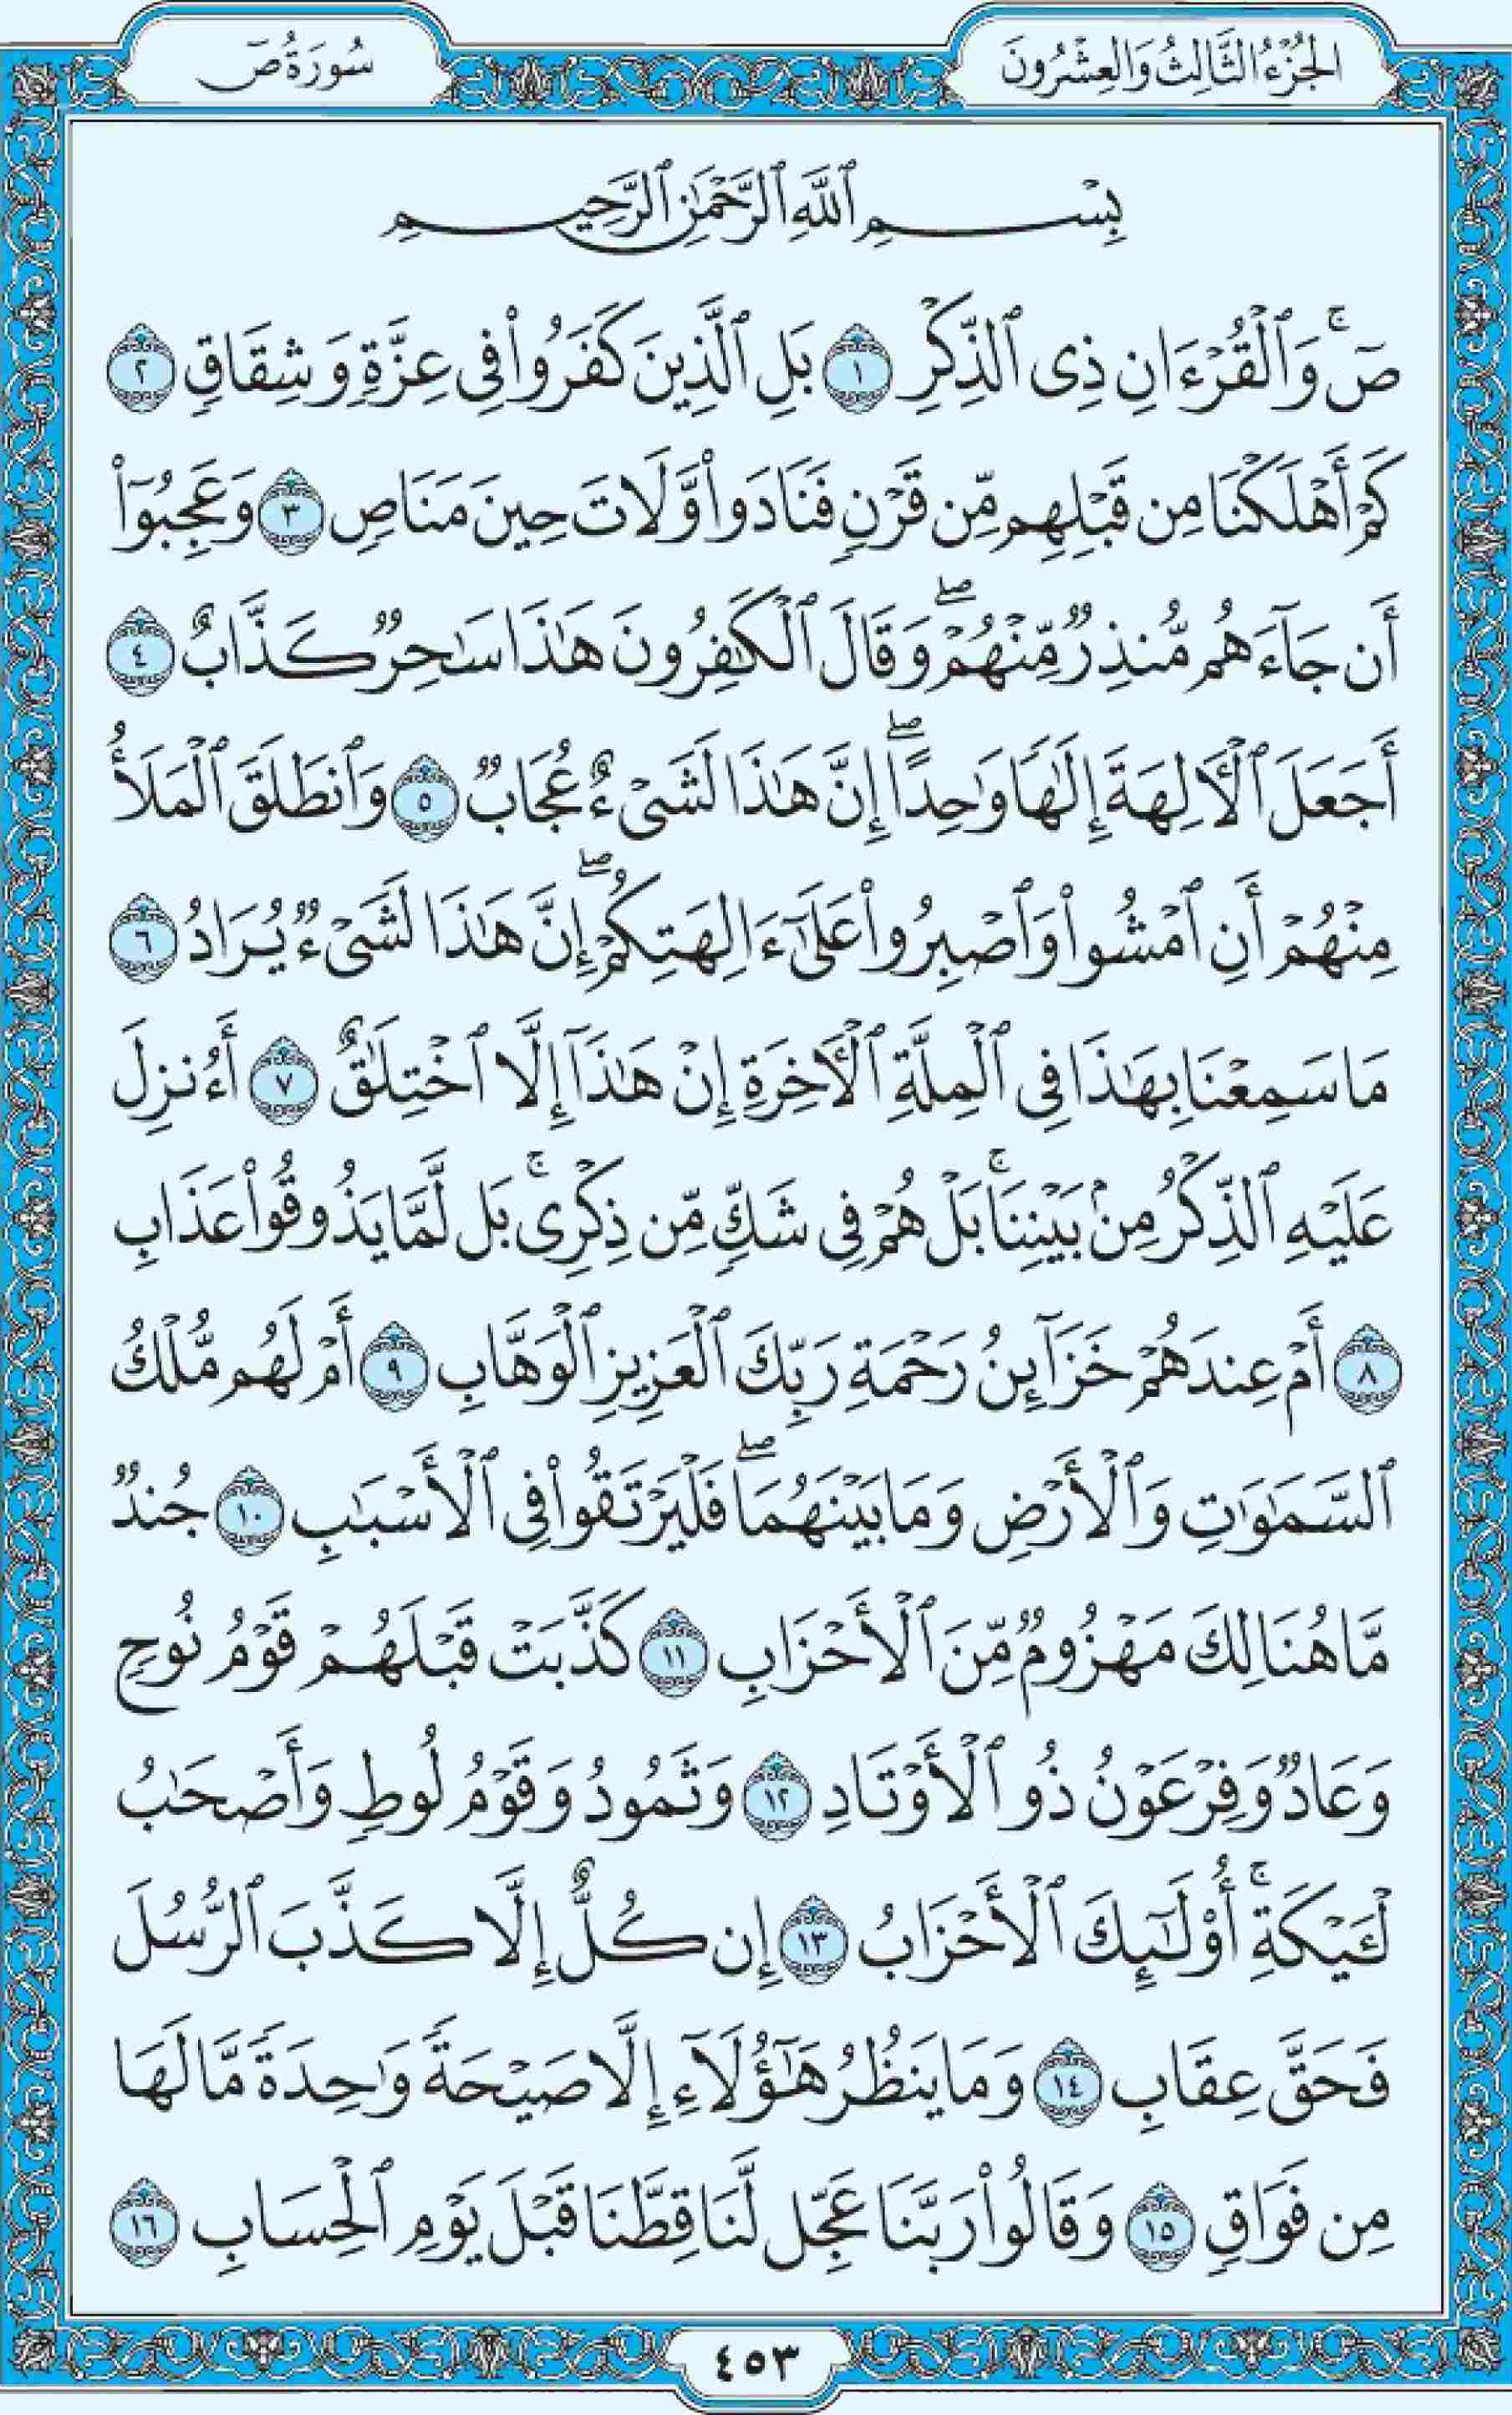 الجُزْءُ الثَّالِثُ وَالعِشْرُونَ
سُورَةُ صٓ
بِسْمِ ٱللَّهِ ٱلرَّحْمَٰنِ ٱلرَّحِيمِ
صٓۚ وَٱلْقُرْءَانِ ذِى ٱلذِّكْرِ ١ بَلِ ٱلَّذِينَ كَفَرُوا۟ فِى عِزَّةٍ وَشِقَاقٍ ٢
كَمْ أَهْلَكْنَا مِن قَبْلِهِم مِّن قَرْنٍ فَنَادَوا۟ وَّلَاتَ حِينَ مَنَاصٍ ٣ وَعَجِبُوٓا۟
أَن جَآءَهُم مُّنذِرٌ مِّنْهُمْۖ وَقَالَ ٱلْكَٰفِرُونَ هَٰذَا سَٰحِرٌ كَذَّابٌ ٤
أَجَعَلَ ٱلْـَٔالِهَةَ إِلَٰهًا وَٰحِدًاۖ إِنَّ هَٰذَا لَشَىْءٌ عُجَابٌ ٥ وَٱنطَلَقَ ٱلْمَلَأُ
مِنْهُمْ أَنِ ٱمْشُوا۟ وَٱصْبِرُوا۟ عَلَىٰٓ ءَالِهَتِكُمْۖ إِنَّ هَٰذَا لَشَىْءٌ يُرَادُ ٦
مَا سَمِعْنَا بِهَٰذَا فِى ٱلْمِلَّةِ ٱلْـَٔاخِرَةِ إِنْ هَٰذَآ إِلَّا ٱخْتِلَٰقٌ ٧ أَءُنزِلَ
عَلَيْهِ ٱلذِّكْرُ مِنۢ بَيْنِنَاۚ بَلْ هُمْ فِى شَكٍّ مِّن ذِكْرِىۚ بَل لَّمَّا يَذُوقُوا۟ عَذَابِ
٨ أَمْ عِندَهُمْ خَزَآئِنُ رَحْمَةِ رَبِّكَ ٱلْعَزِيزِ ٱلْوَهَّابِ ٩ أَمْ لَهُم مُّلْكُ
ٱلسَّمَٰوَٰتِ وَٱلْأَرْضِ وَمَا بَيْنَهُمَاۖ فَلْيَرْتَقُوا۟ فِى ٱلْأَسْبَٰبِ ١٠ جُندٌ
مَّا هُنَالِكَ مَهْزُومٌ مِّنَ ٱلْأَحْزَابِ ١١ كَذَّبَتْ قَبْلَهُمْ قَوْمُ نُوحٍ
وَعَادٌ وَفِرْعَوْنُ ذُو ٱلْأَوْتَادِ ١٢ وَثَمُودُ وَقَوْمُ لُوطٍ وَأَصْحَٰبُ
لْـَٔيْكَةِۚ أُو۟لَٰٓئِكَ ٱلْأَحْزَابُ ١٣ إِن كُلٌّ إِلَّا كَذَّبَ ٱلرُّسُلَ
فَحَقَّ عِقَابِ ١٤ وَمَا يَنظُرُ هَٰٓؤُلَآءِ إِلَّا صَيْحَةً وَٰحِدَةً مَّا لَهَا
مِن فَوَاقٍ ١٥ وَقَالُوا۟ رَبَّنَا عَجِّل لَّنَا قِطَّنَا قَبْلَ يَوْمِ ٱلْحِسَابِ ١٦
٤٥٣